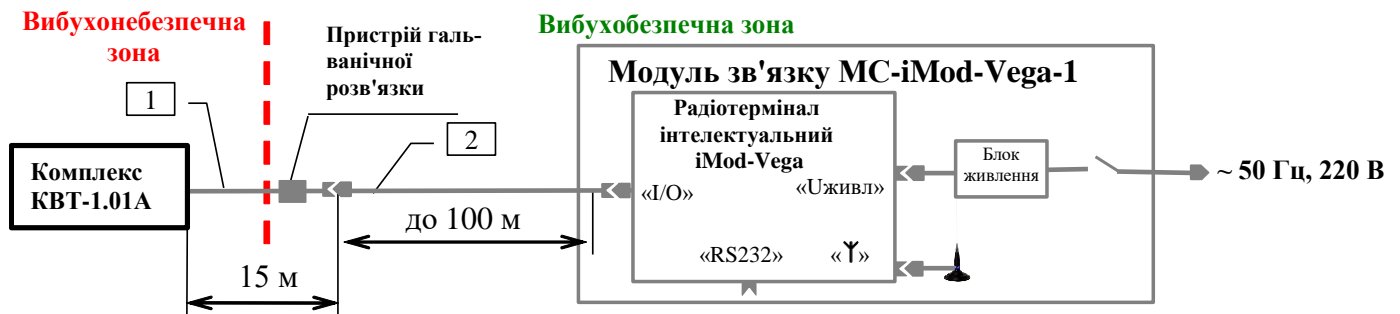 Вибухонебезпечна
зона
Пристрій галь-
ванічної
розв'язки
Вибухобезпечна зона
Модуль зв'язку МС-iMod-Vega-1
1
2
Комплекс
КВТ-1.01А
Радіотермінал
інтелектуальний
iMod-Vega
«I/O»
«Uживл»
«RS232»
«»
Блок
живлення
~ 50 Гц, 220 В
до 100 м
15 м